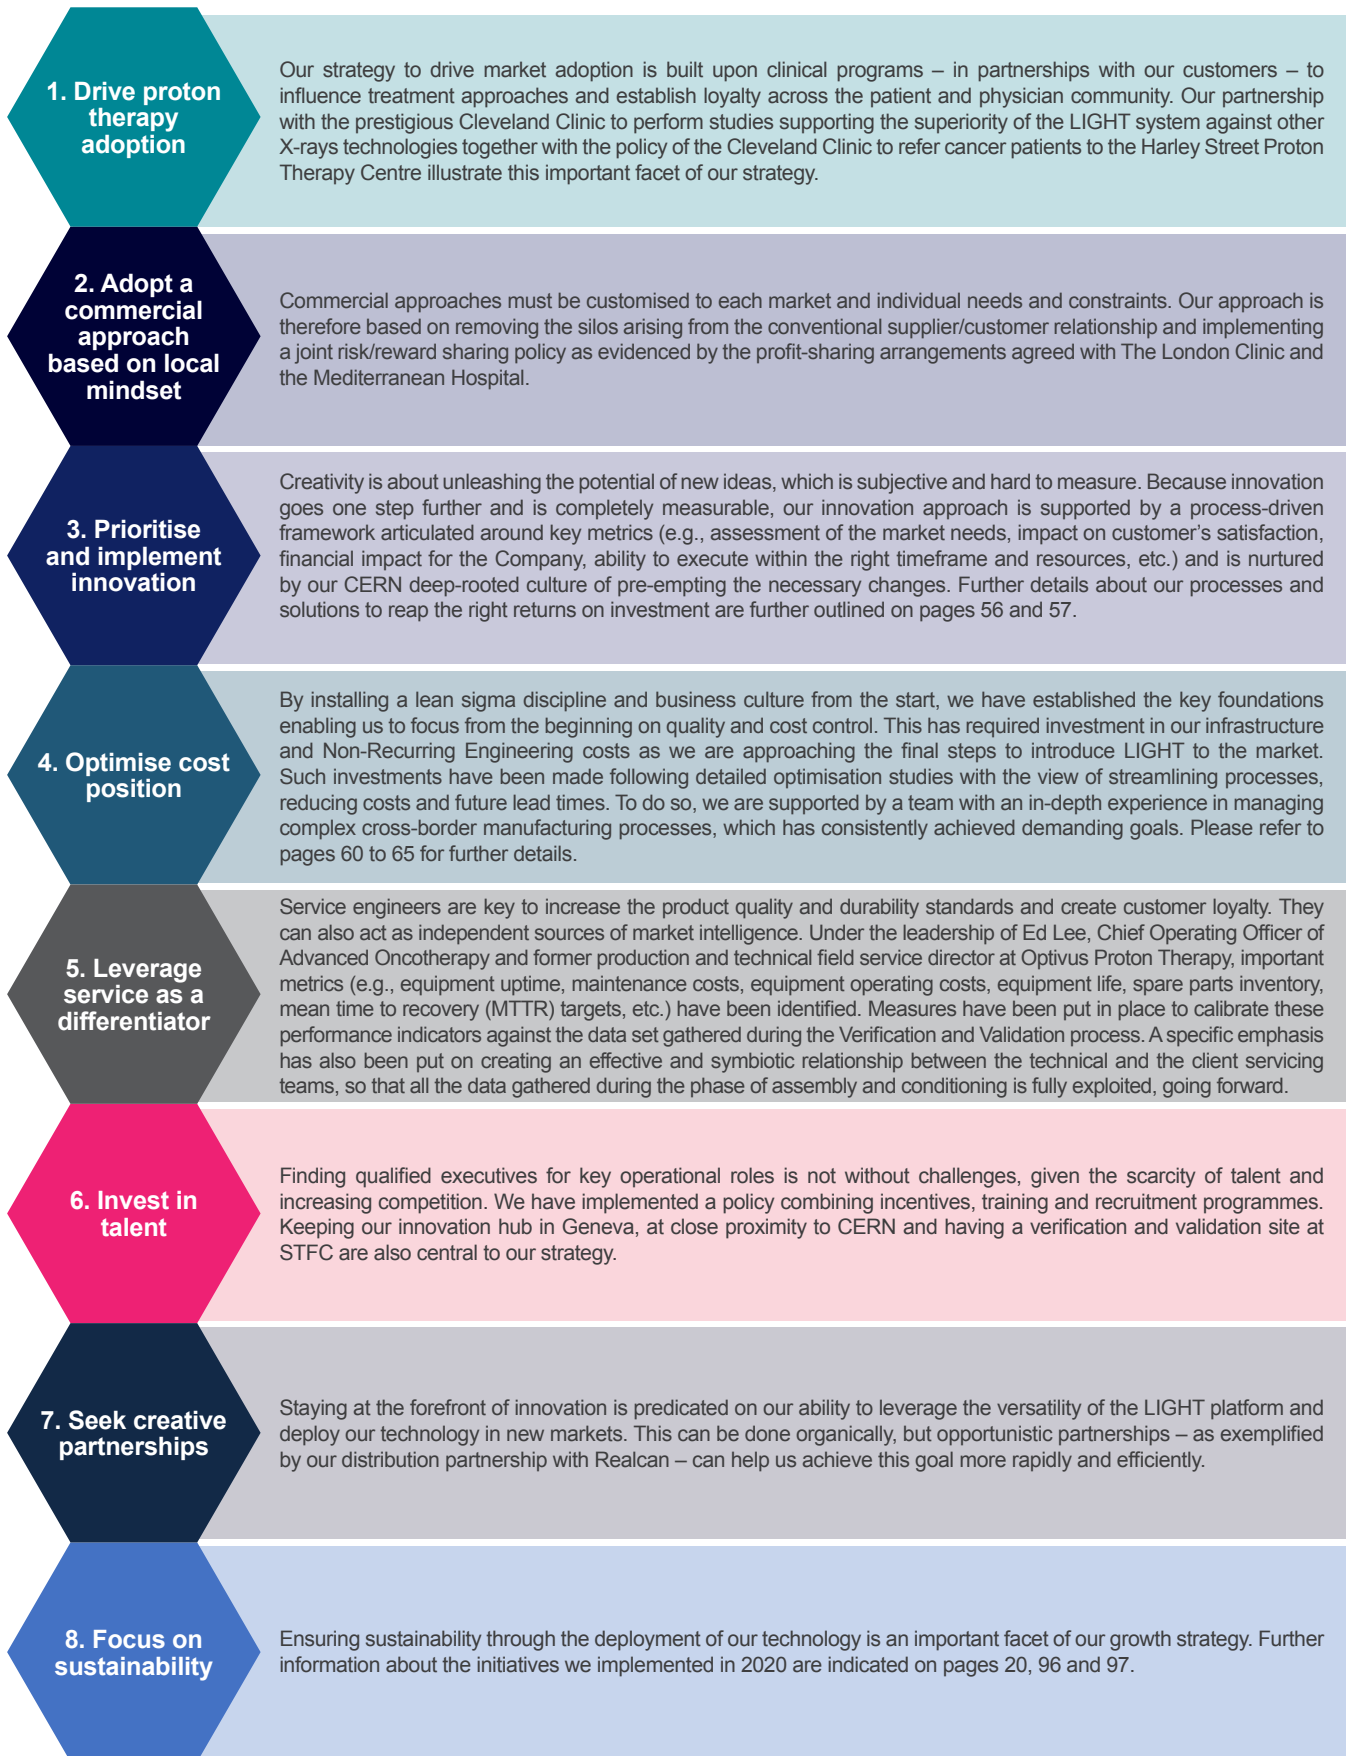 1. Drive proton
therapy
adoption
Our strategy to drive market adoption is built upon clinical programs – in partnerships with our customers – to
influence treatment approaches and establish loyalty across the patient and physician community. Our partnership
with the prestigious Cleveland Clinic to perform studies supporting the superiority of the LIGHT system against other
X-rays technologies together with the policy of the Cleveland Clinic to refer cancer patients to the Harley Street Proton
Therapy Centre illustrate this important facet of our strategy.
2. Adopt a
commercial
approach
based on local
mindset
Commercial approaches must be customised to each market and individual needs and constraints. Our approach is
therefore based on removing the silos arising from the conventional supplier/customer relationship and implementing
a joint risk/reward sharing policy as evidenced by the profit-sharing arrangements agreed with The London Clinic and
the Mediterranean Hospital.
3. Prioritise
and implement
innovation
Creativity is about unleashing the potential of new ideas, which is subjective and hard to measure. Because innovation
goes one step further and is completely measurable, our innovation approach is supported by a process-driven
framework articulated around key metrics (e.g., assessment of the market needs, impact on customer's satisfaction,
financial impact for the Company, ability to execute within the right timeframe and resources, etc.) and is nurtured
by our CERN deep-rooted culture of pre-empting the necessary changes. Further details about our processes and
solutions to reap the right returns on investment are further outlined on pages 56 and 57.
4. Optimise cost
position
By installing a lean sigma discipline and business culture from the start, we have established the key foundations
enabling us to focus from the beginning on quality and cost control. This has required investment in our infrastructure
and Non-Recurring Engineering costs as we are approaching the final steps to introduce LIGHT to the market.
Such investments have been made following detailed optimisation studies with the view of streamlining processes,
reducing costs and future lead times. To do so, we are supported by a team with an in-depth experience in managing
complex cross-border manufacturing processes, which has consistently achieved demanding goals. Please refer to
pages 60 to 65 for further details.
5. Leverage
service as a
differentiator
Service engineers are key to increase the product quality and durability standards and create customer loyalty. They
can also act as independent sources of market intelligence. Under the leadership of Ed Lee, Chief Operating Officer of
Advanced Oncotherapy and former production and technical field service director at Optivus Proton Therapy, important
metrics (e.g., equipment uptime, maintenance costs, equipment operating costs, equipment life, spare parts inventory,
mean time to recovery (MTTR) targets, etc.) have been identified. Measures have been put in place to calibrate these
performance indicators against the data set gathered during the Verification and Validation process. A specific emphasis
has also been put on creating an effective and symbiotic relationship between the technical and the client servicing
teams, so that all the data gathered during the phase of assembly and conditioning is fully exploited, going forward.
6. Invest in
talent
Finding qualified executives for key operational roles is not without challenges, given the scarcity of talent and
increasing competition. We have implemented a policy combining incentives, training and recruitment programmes.
Keeping our innovation hub in Geneva, at close proximity to CERN and having a verification and validation site at
STFC are also central to our strategy.
7. Seek creative
partnerships
Staying at the forefront of innovation is predicated on our ability to leverage the versatility of the LIGHT platform and
deploy our technology in new markets. This can be done organically, but opportunistic partnerships – as exemplified
by our distribution partnership with Realcan – can help us achieve this goal more rapidly and efficiently.
8. Focus on
sustainability
Ensuring sustainability through the deployment of our technology is an important facet of our growth strategy. Further
information about the initiatives we implemented in 2020 are indicated on pages 20, 96 and 97.